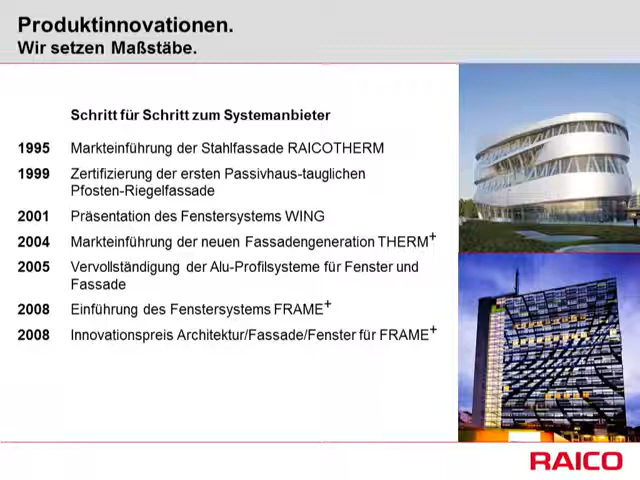 Produktinnovationen.
Wir setzen Maßstäbe.
Schritt für Schritt zum Systemanbieter
1995 Markteinführung der Stahlfassade RAICOTHERM
1999 Zertifizierung der ersten Passivhaus-tauglichen
Pfosten-Riegelfassade
2001 Präsentation des Fenstersystems WING
2004 Markteinführung der neuen Fassadengeneration THERM+
2005 Vervollständigung der Alu-Profilsysteme für Fenster und
Fassade
2008 Einführung des Fenstersystems FRAME+
2008 Innovationspreis Architektur/Fassade/Fenster für FRAME+
RAICO